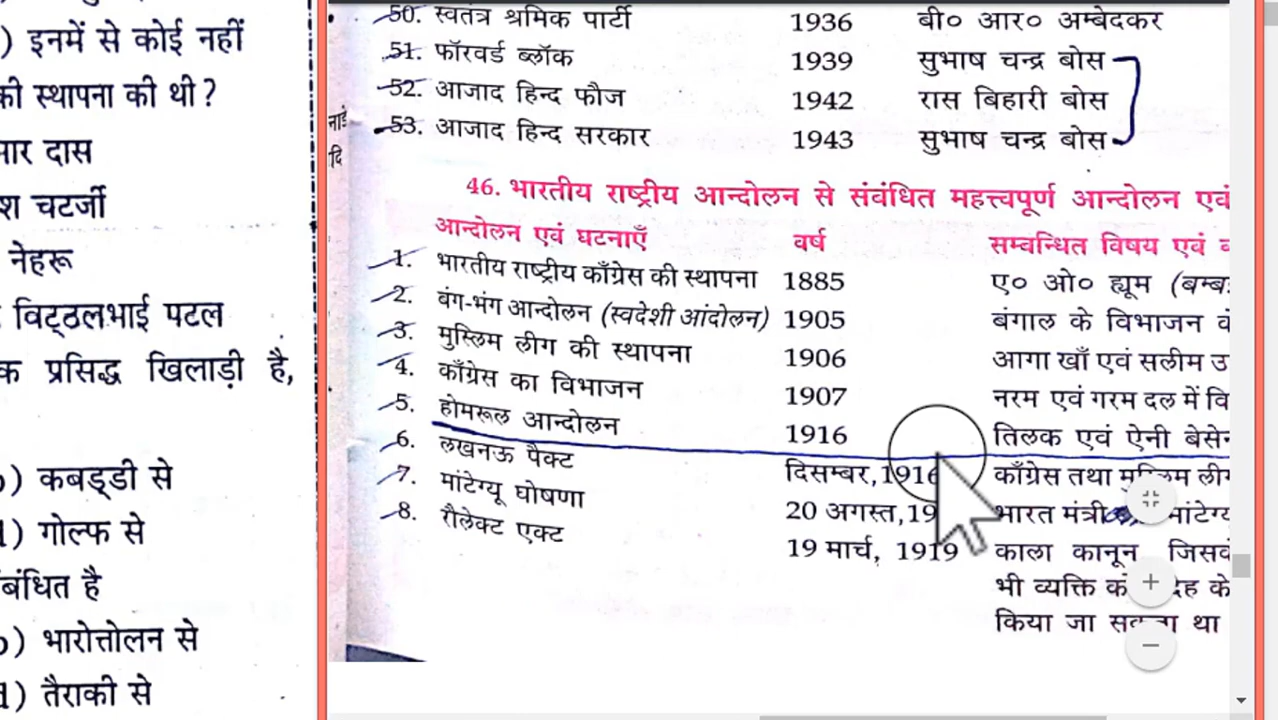 ) इनमें से कोई नहीं
की स्थापना की थी ?
मार दास
श चटर्जी
नेहरू
विट्ठलभाई पटल
क प्रसिद्ध खिलाड़ी है,
) कबड्डी से
) गोल्फ से
बंधित है
) भारोत्तोलन से
) तैराकी से
नाई
दि
50. स्वतंत्र श्रमिक पार्टी 1936 बी० आर० अम्बेदकर
51. फॉरवर्ड ब्लॉक 1939 सुभाष चन्द्र बोस
52. आजाद हिन्द फौज 1942 रास बिहारी बोस
53. आजाद हिन्द सरकार 1943 सुभाष चन्द्र बोस
46. भारतीय राष्ट्रीय आन्दोलन से संबंधित महत्त्वपूर्ण आन्दोलन एवं
आन्दोलन एवं घटनाएँ वर्ष सम्बन्धित विषय एवं
1. भारतीय राष्ट्रीय काँग्रेस की स्थापना 1885 ए० ओ० ह्यूम (बम्ब
2. बंग-भंग आन्दोलन (स्वदेशी आंदोलन) 1905 बंगाल के विभाजन
3. मुस्लिम लीग की स्थापना 1906 आगा खाँ एवं सलीम उ
4. काँग्रेस का विभाजन 1907 नरम एवं गरम दल में वि
5. होमरूल आन्दोलन 1916 तिलक एवं ऐनी बेसेन
6. लखनऊ पैक्ट दिसम्बर, 1916 काँग्रेस तथा मुस्लिम लीग
7. मांटेग्यू घोषणा 20 अगस्त, 19 भारत मंत्री मांटेग्य
8. रौलेक्ट एक्ट 19 मार्च, 1919 काला कानून जिसके
भी व्यक्ति के
किया जा था